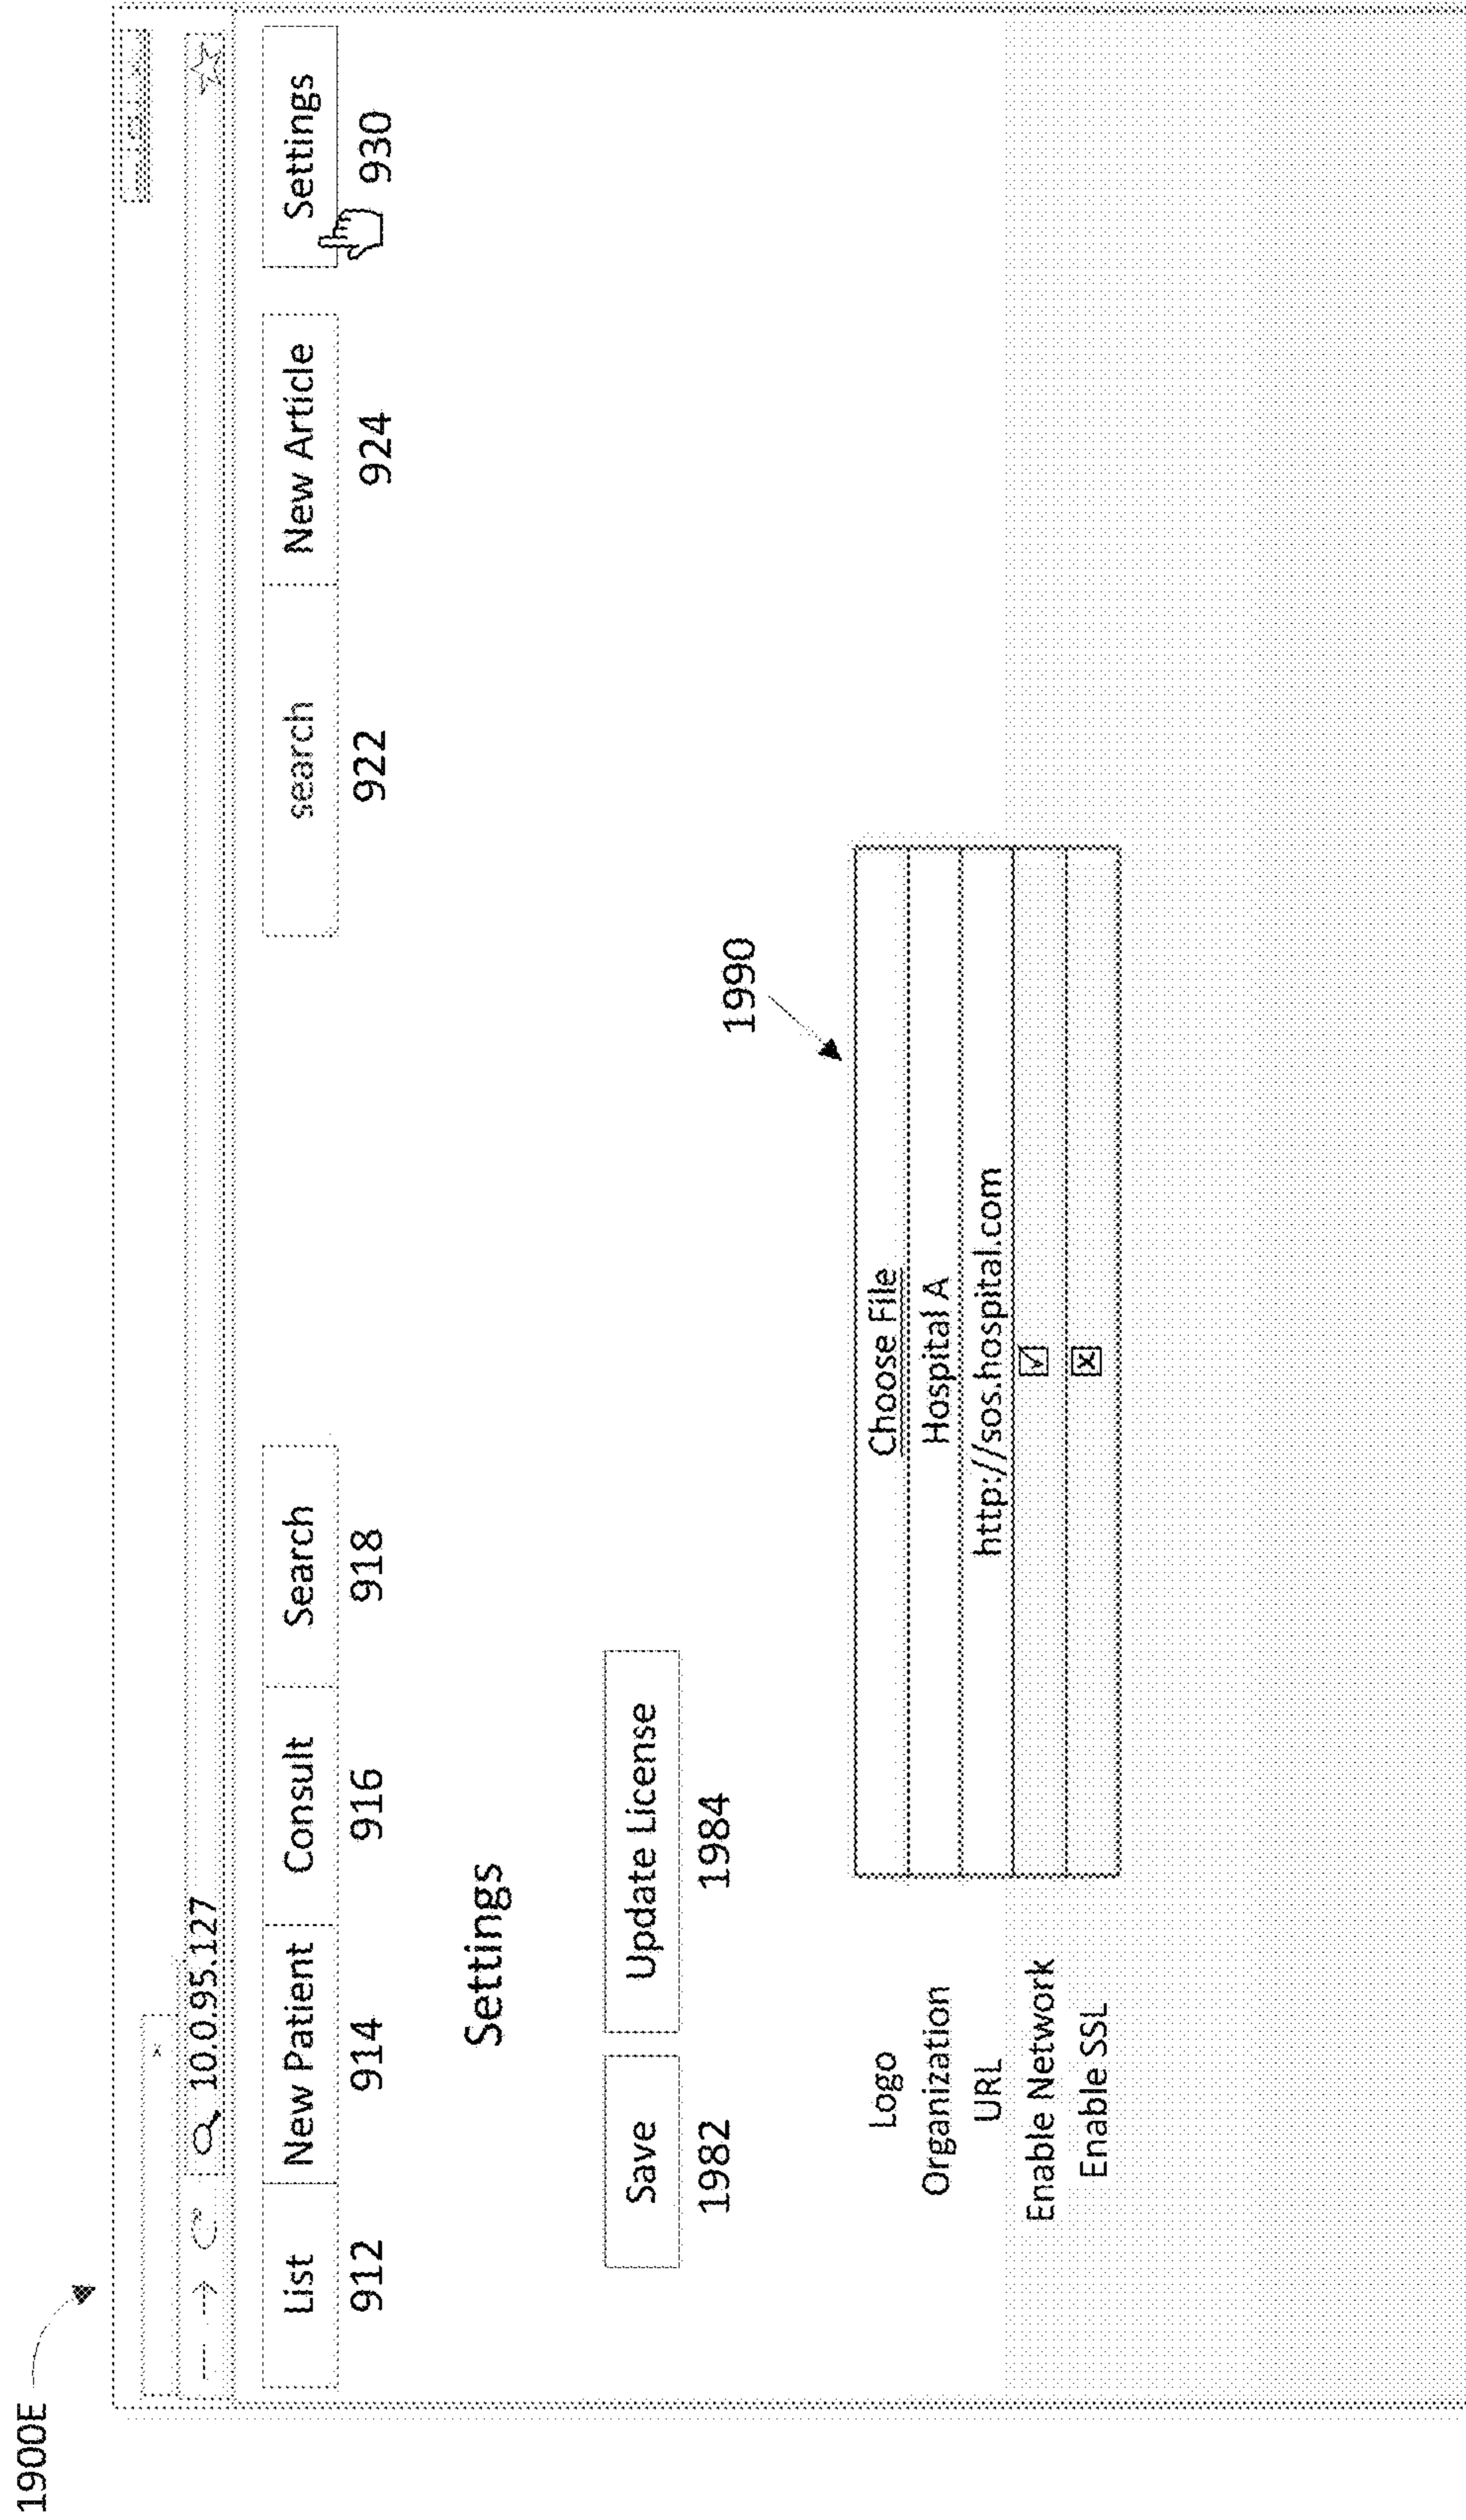 1900E
10.0.95.127
List New Patient Consult Search search New Article Settings
912 914 916 918 922 924 930
Settings
Save Update License
1982 1984
1990
Logo Choose File
Organization Hospital A
URL http://sos.hospital.com
Enable Network ☑
Enable SSL ☒